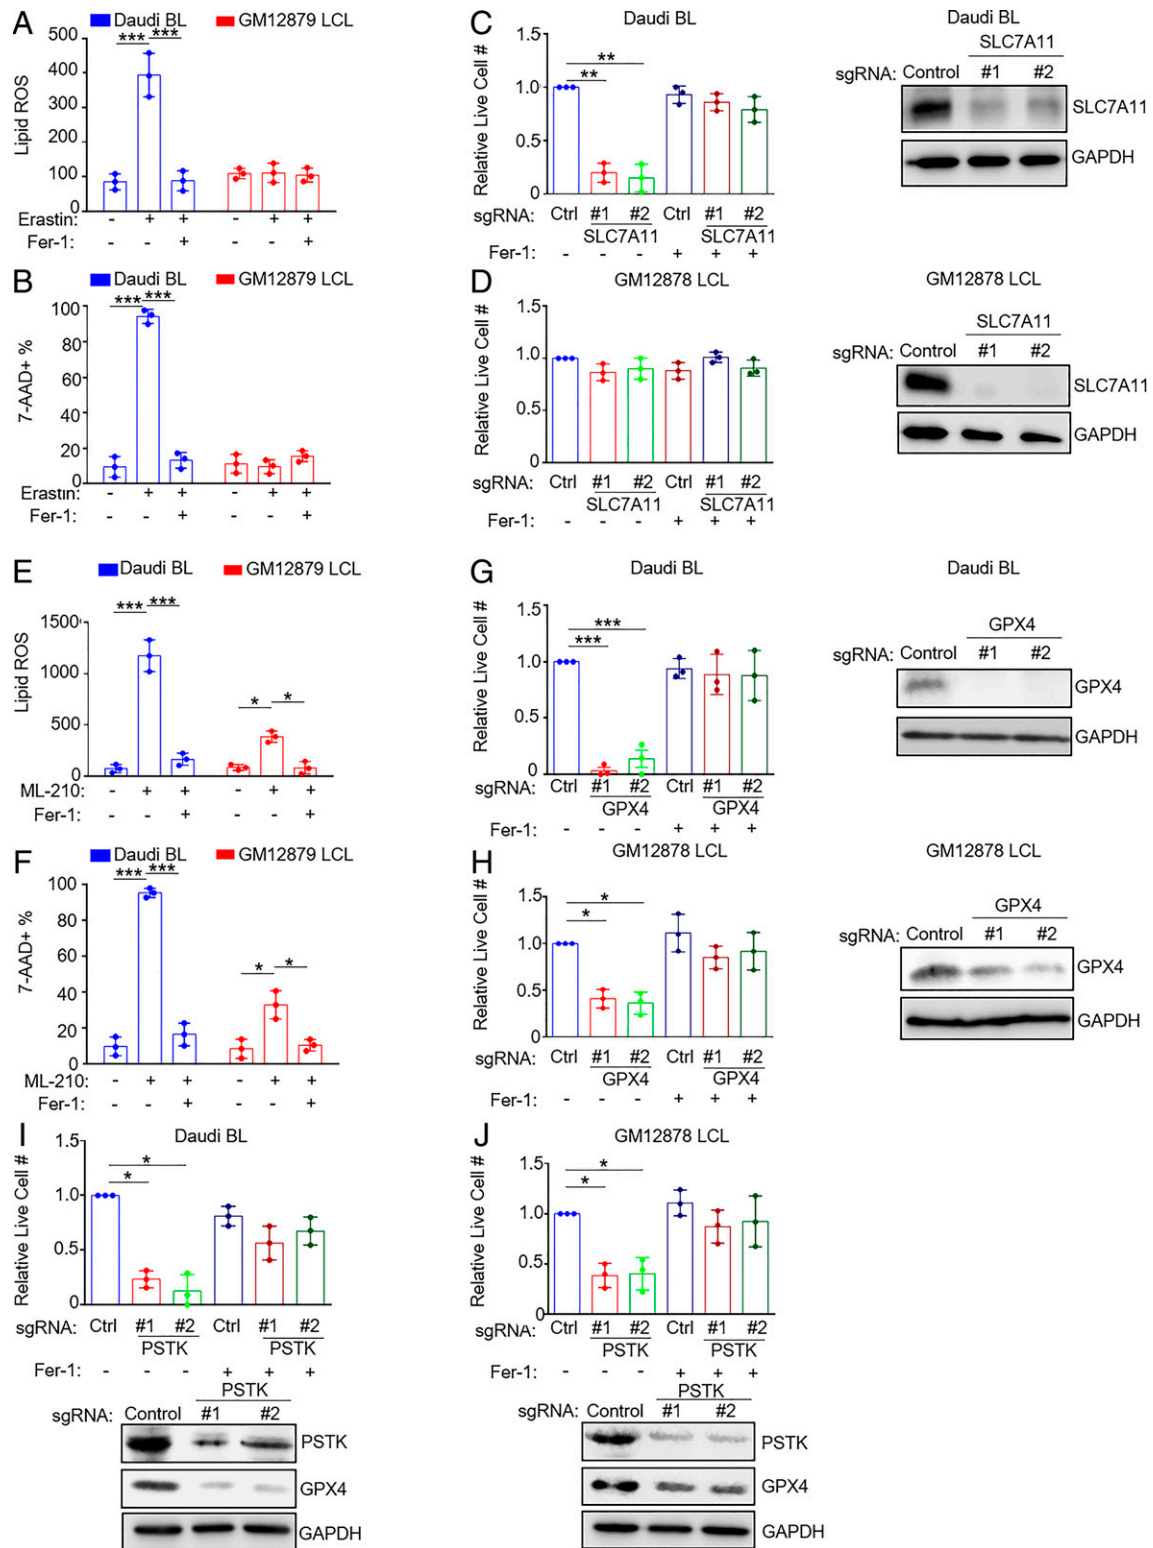 A
Daudi BL
GM12879 LCL
***
***
Lipid ROS
500
400
300
200
100
0
Erastin: - + + - + +
Fer-1: - - + - - +
B
Daudi BL
GM12879 LCL
***
***
7-AAD+ %
100
80
60
40
20
0
Erastin: - + + - + +
Fer-1: - - + - - +
C
Daudi BL
Relative Live Cell #
1.5
1.0
0.5
0
**
**
sgRNA: Ctrl #1 #2 Ctrl #1 #2
SLC7A11 SLC7A11
Fer-1: - - - + + +
Daudi BL
SLC7A11
sgRNA: Control #1 #2
SLC7A11
GAPDH
D
GM12878 LCL
Relative Live Cell #
1.5
1.0
0.5
0
sgRNA: Ctrl #1 #2 Ctrl #1 #2
SLC7A11 SLC7A11
Fer-1: - - - + + +
GM12878 LCL
SLC7A11
sgRNA: Control #1 #2
SLC7A11
GAPDH
E
Daudi BL
GM12879 LCL
***
***
*
*
Lipid ROS
1500
1000
500
0
ML-210: - + + - + +
Fer-1: - - + - - +
F
Daudi BL
GM12879 LCL
***
***
*
*
7-AAD+ %
100
80
60
40
20
0
ML-210: - + + - + +
Fer-1: - - + - - +
G
Daudi BL
Relative Live Cell #
1.5
1.0
0.5
0
***
***
sgRNA: Ctrl #1 #2 Ctrl #1 #2
GPX4 GPX4
Fer-1: - - - + + +
Daudi BL
GPX4
sgRNA: Control #1 #2
GPX4
GAPDH
H
GM12878 LCL
Relative Live Cell #
1.5
1.0
0.5
0
*
*
sgRNA: Ctrl #1 #2 Ctrl #1 #2
GPX4 GPX4
Fer-1: - - - + + +
GM12878 LCL
GPX4
sgRNA: Control #1 #2
GPX4
GAPDH
I
Daudi BL
Relative Live Cell #
1.5
1.0
0.5
0
*
*
sgRNA: Ctrl #1 #2 Ctrl #1 #2
PSTK PSTK
Fer-1: - - - + + +
PSTK
sgRNA: Control #1 #2
PSTK
GPX4
GAPDH
J
GM12878 LCL
Relative Live Cell #
1.5
1.0
0.5
0
*
*
sgRNA: Ctrl #1 #2 Ctrl #1 #2
PSTK PSTK
Fer-1: - - - + + +
PSTK
sgRNA: Control #1 #2
PSTK
GPX4
GAPDH